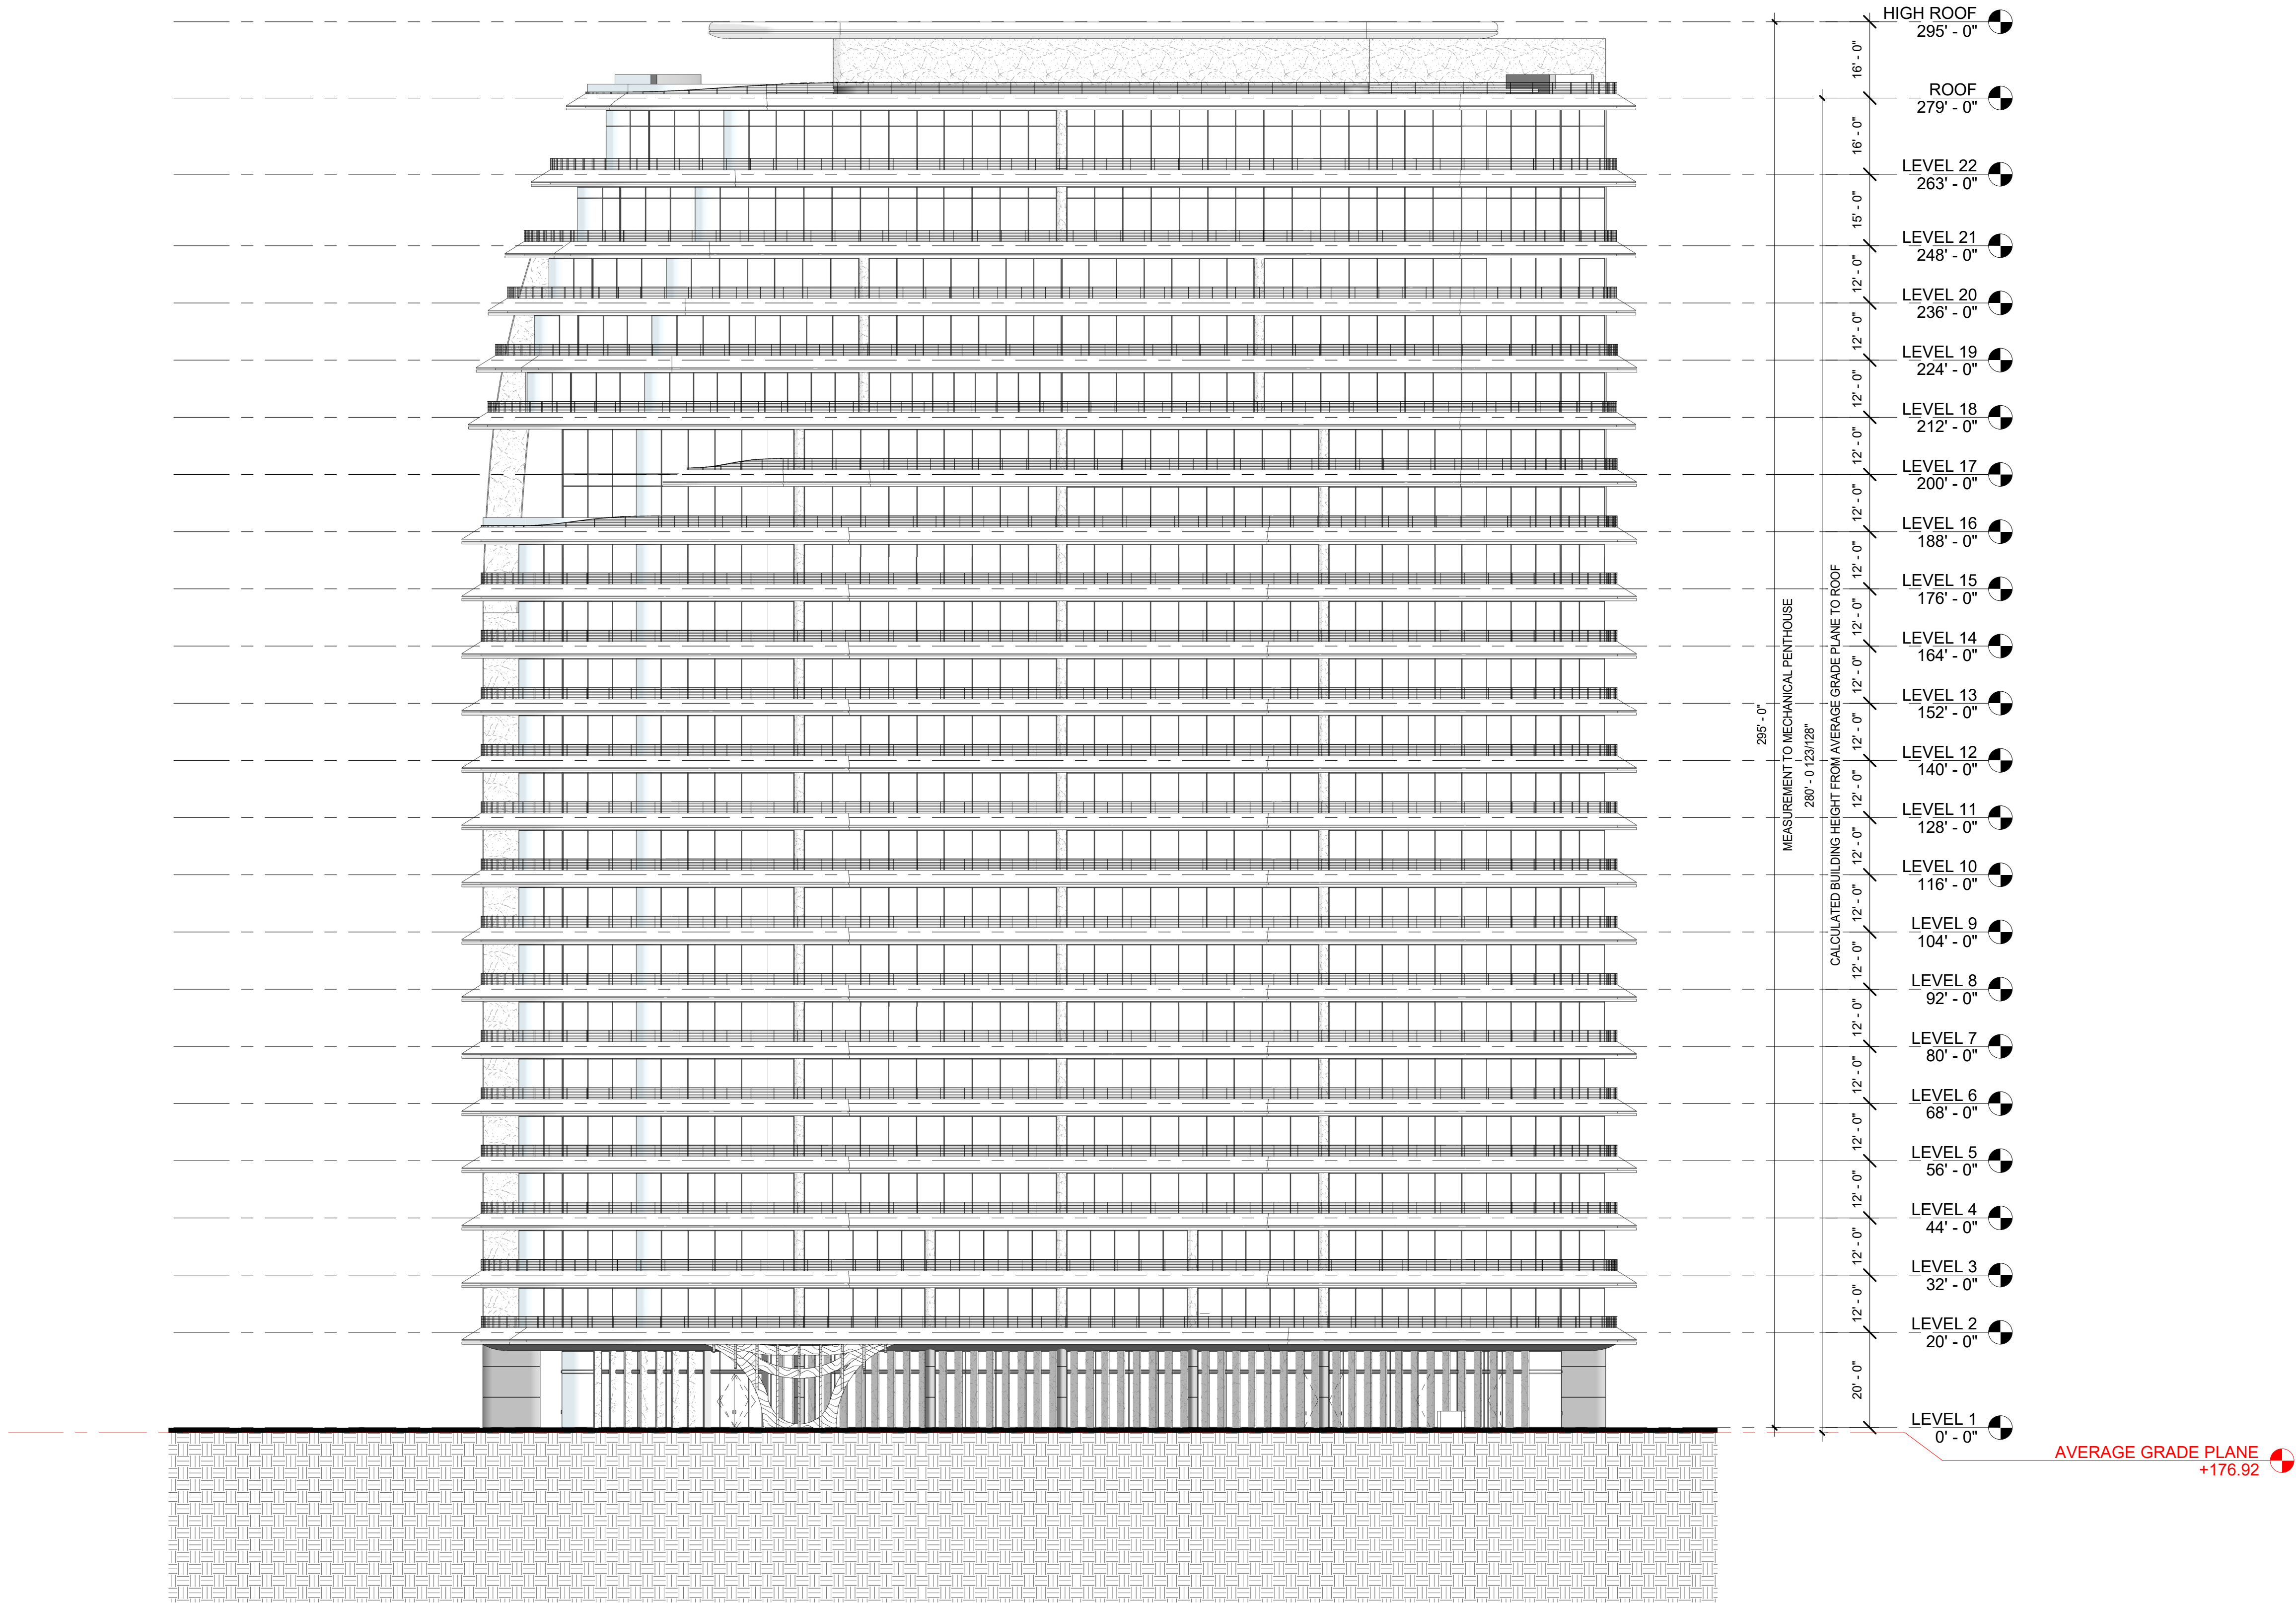 HIGH ROOF
295' - 0"
16' - 0"
ROOF
279' - 0"
16' - 0"
LEVEL 22
263' - 0"
15' - 0"
LEVEL 21
248' - 0"
12' - 0"
LEVEL 20
236' - 0"
12' - 0"
LEVEL 19
224' - 0"
12' - 0"
LEVEL 18
212' - 0"
12' - 0"
LEVEL 17
200' - 0"
12' - 0"
LEVEL 16
188' - 0"
12' - 0"
LEVEL 15
176' - 0"
12' - 0"
LEVEL 14
164' - 0"
12' - 0"
LEVEL 13
152' - 0"
12' - 0"
LEVEL 12
140' - 0"
12' - 0"
LEVEL 11
128' - 0"
12' - 0"
LEVEL 10
116' - 0"
12' - 0"
LEVEL 9
104' - 0"
12' - 0"
LEVEL 8
92' - 0"
12' - 0"
LEVEL 7
80' - 0"
12' - 0"
LEVEL 6
68' - 0"
12' - 0"
LEVEL 5
56' - 0"
12' - 0"
LEVEL 4
44' - 0"
12' - 0"
LEVEL 3
32' - 0"
12' - 0"
LEVEL 2
20' - 0"
20' - 0"
LEVEL 1
0' - 0"
295' - 0"
MEASUREMENT TO MECHANICAL PENTHOUSE
280' - 0 123/128"
CALCULATED BUILDING HEIGHT FROM AVERAGE GRADE PLANE TO ROOF
AVERAGE GRADE PLANE
+176.92